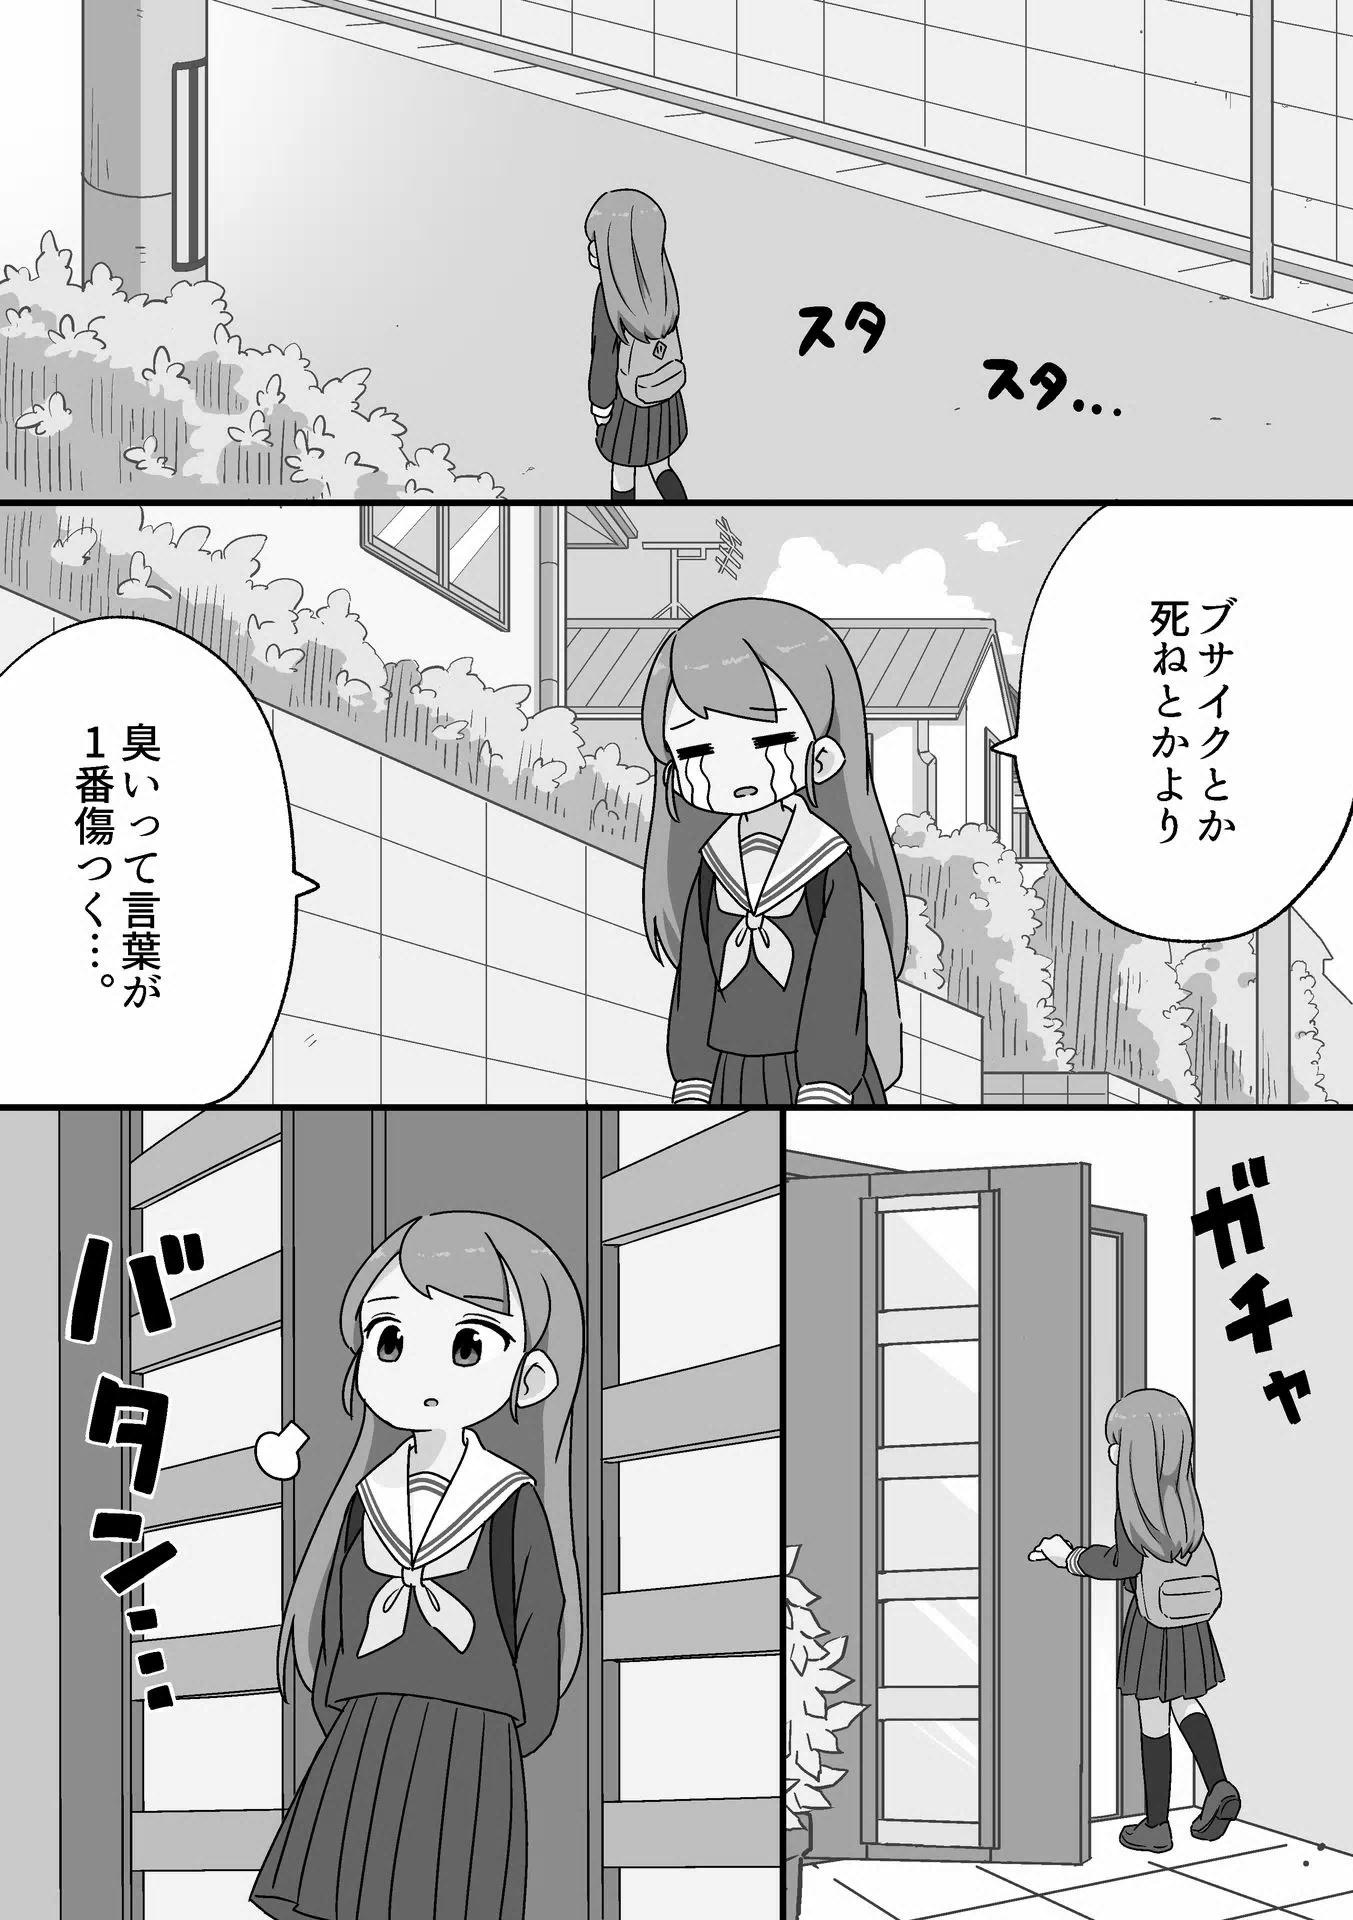 スタ
スタ…
ブサイクとか
死ねとかより
臭いって言葉が
1番傷つく…。
ガチャ
バタン……